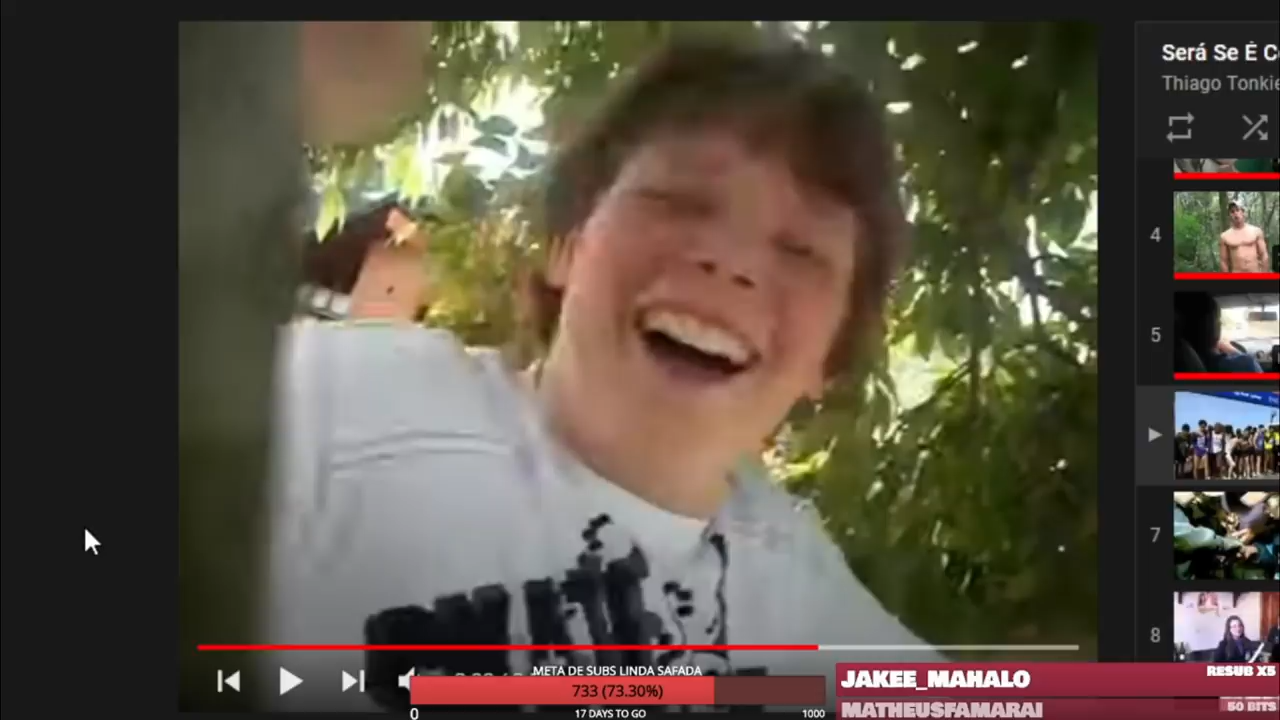 Será Se É C
Thiago Tonkie
4
5
7
8
META DE SUBS LINDA SAFADA
733 (73.30%)
0
17 DAYS TO GO
1000
JAKEE_MAHALO
RESUB X5
MATHEUSFAMARAI
50 BITS